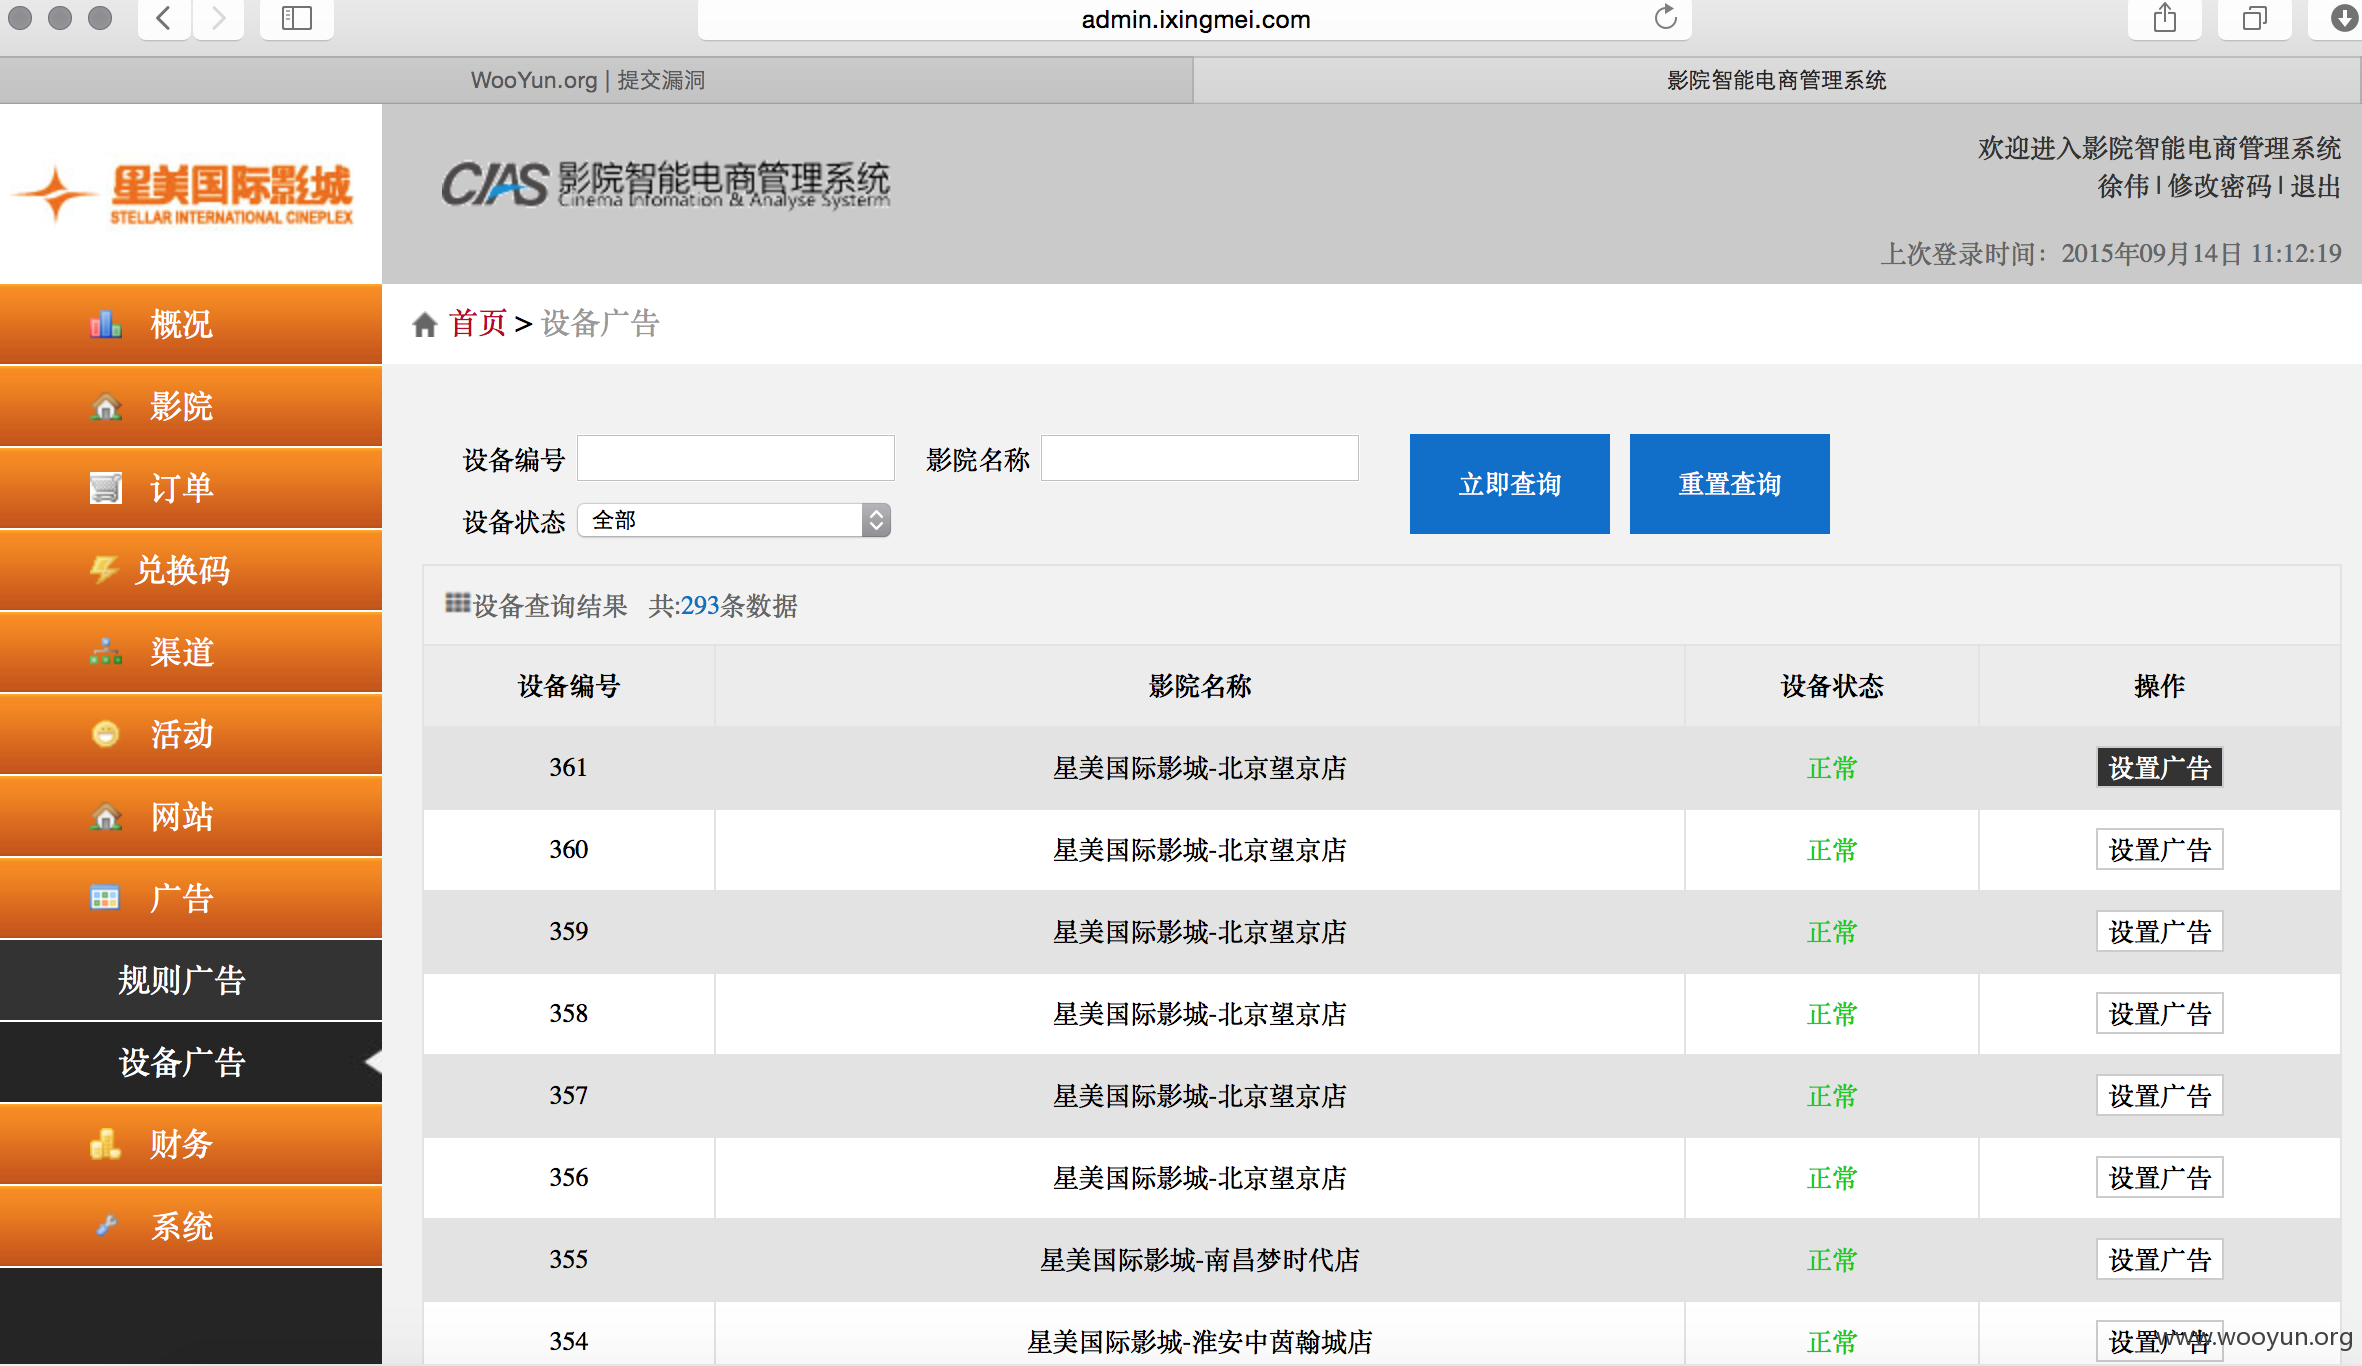 admin.ixingmei.com
WooYun.org | 提交漏洞
影院智能电商管理系统
星美国际影城
STELLAR INTERNATIONAL CINEPLEX
CIAS 影院智能电商管理系统
Cinema Infomation & Analyse Systerm
欢迎进入影院智能电商管理系统
徐伟 | 修改密码 | 退出
上次登录时间：2015年09月14日 11:12:19
概况
影院
订单
兑换码
渠道
活动
网站
广告
规则广告
设备广告
财务
系统
首页 > 设备广告
设备编号 影院名称
设备状态 全部
立即查询 重置查询
设备查询结果 共:293条数据
设备编号 影院名称 设备状态 操作
361 星美国际影城-北京望京店 正常 设置广告
360 星美国际影城-北京望京店 正常 设置广告
359 星美国际影城-北京望京店 正常 设置广告
358 星美国际影城-北京望京店 正常 设置广告
357 星美国际影城-北京望京店 正常 设置广告
356 星美国际影城-北京望京店 正常 设置广告
355 星美国际影城-南昌梦时代店 正常 设置广告
354 星美国际影城-淮安中茵翰城店 正常 设置广告
www.wooyun.org